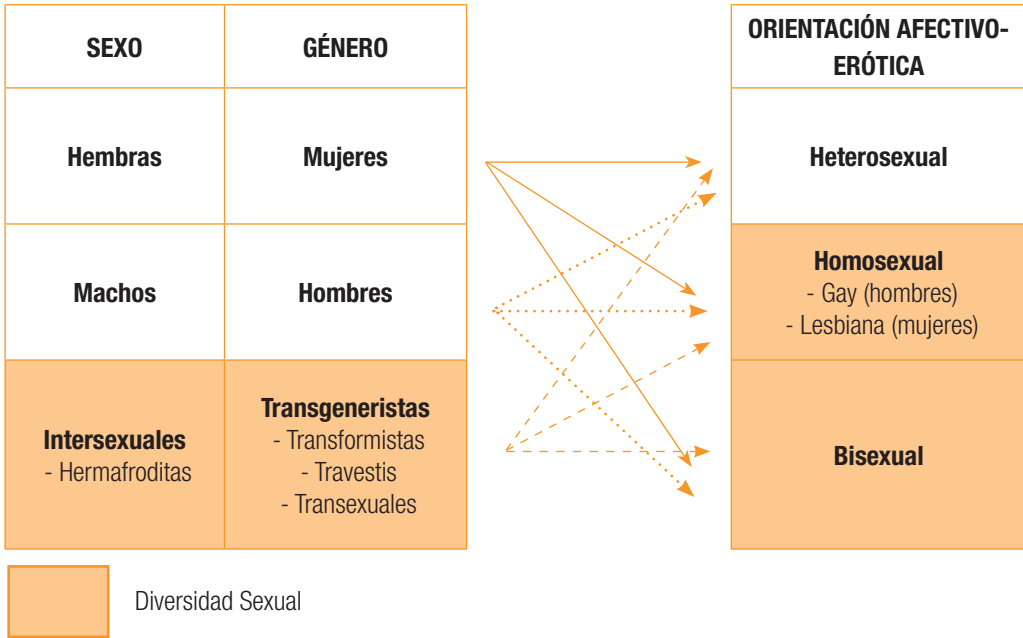 SEXO
GÉNERO
ORIENTACIÓN AFECTIVO-
ERÓTICA
Hembras
Mujeres
Heterosexual
Machos
Hombres
Homosexual
- Gay (hombres)
- Lesbiana (mujeres)
Intersexuales
- Hermafroditas
Transgeneristas
- Transformistas
- Travestis
- Transexuales
Bisexual
Diversidad Sexual